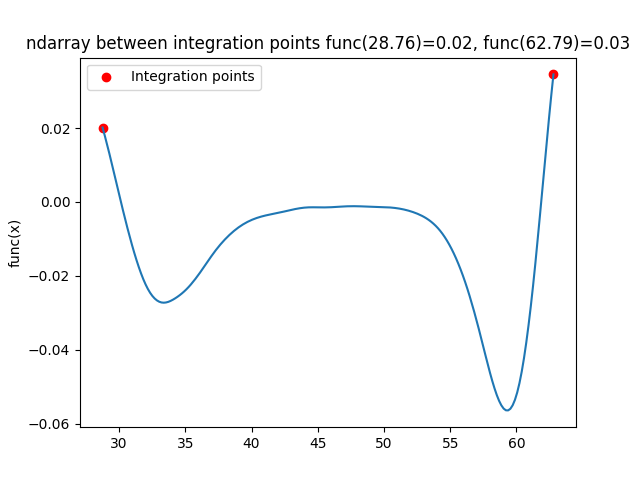 ndarray between integration points func(28.76)=0.02, func(62.79)=0.03
Integration points
func(x)
0.02
0.00
−0.02
−0.04
−0.06
30 35 40 45 50 55 60